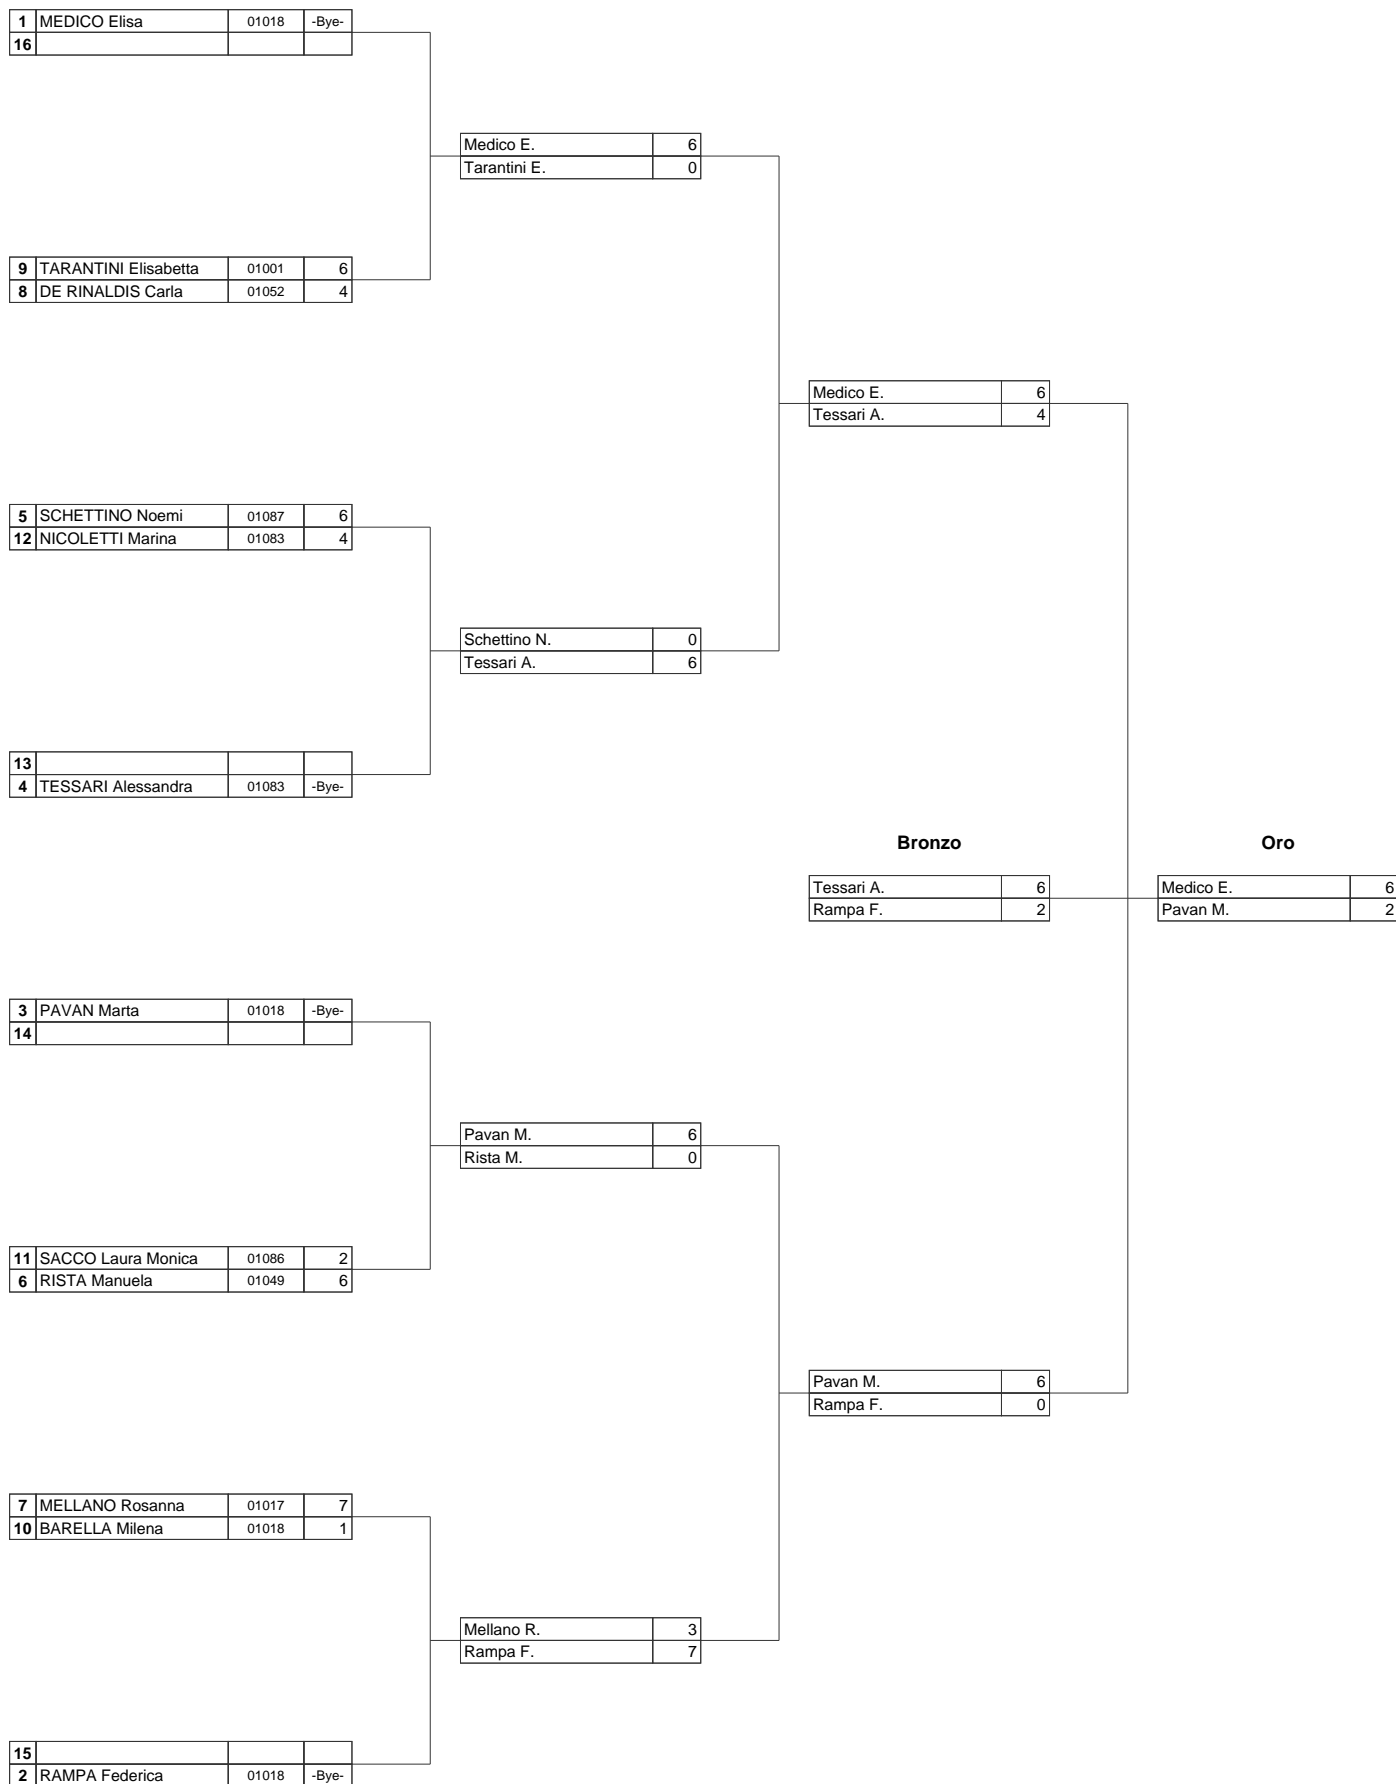 1 MEDICO Elisa 01018 -Bye-
16
Medico E. 6
Tarantini E. 0
9 TARANTINI Elisabetta 01001 6
8 DE RINALDIS Carla 01052 4
Medico E. 6
Tessari A. 4
5 SCHETTINO Noemi 01087 6
12 NICOLETTI Marina 01083 4
Schettino N. 0
Tessari A. 6
13
4 TESSARI Alessandra 01083 -Bye-
Bronzo Oro
Tessari A. 6 Medico E. 6
Rampa F. 2 Pavan M. 2
3 PAVAN Marta 01018 -Bye-
14
Pavan M. 6
Rista M. 0
11 SACCO Laura Monica 01086 2
6 RISTA Manuela 01049 6
Pavan M. 6
Rampa F. 0
7 MELLANO Rosanna 01017 7
10 BARELLA Milena 01018 1
Mellano R. 3
Rampa F. 7
15
2 RAMPA Federica 01018 -Bye-